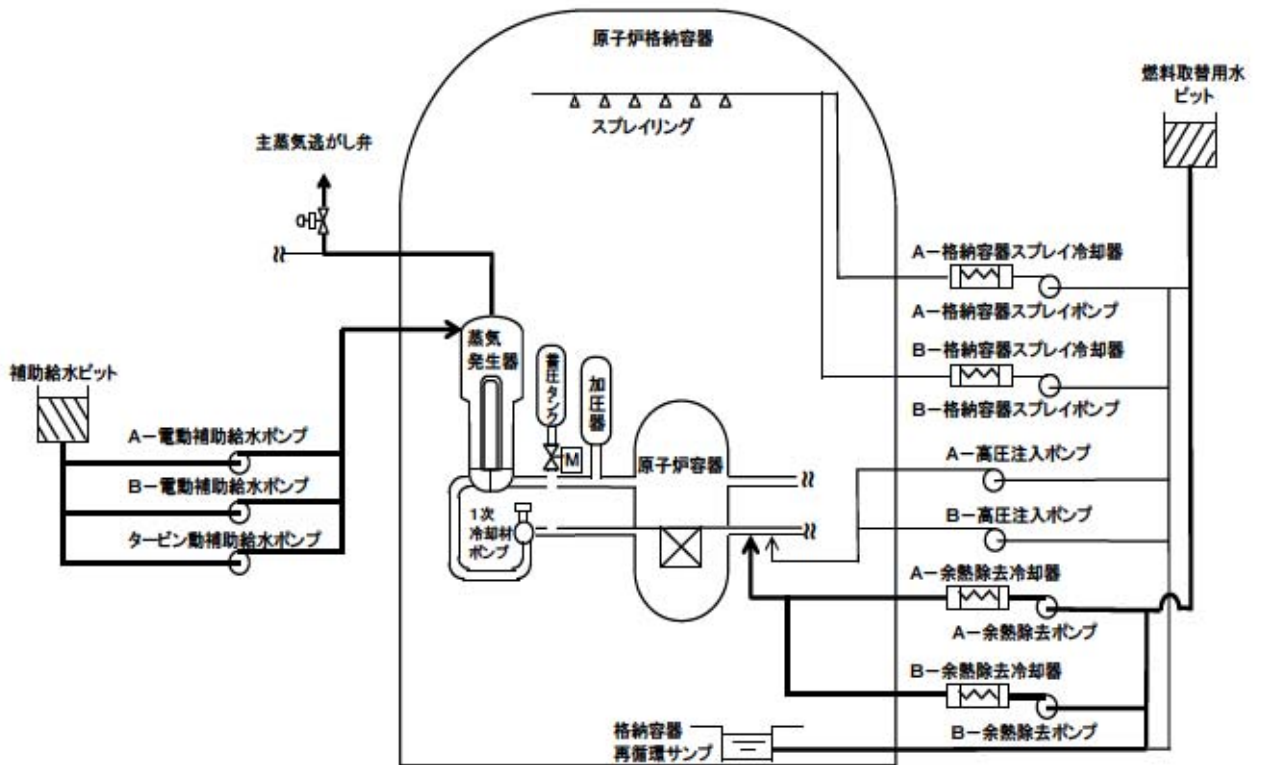 原子炉格納容器
燃料取替用水
ピット
スプレイリング
主蒸気逃がし弁
A-格納容器スプレイ冷却器
A-格納容器スプレイポンプ
蒸気
発生器
蓄圧タンク
加圧器
B-格納容器スプレイ冷却器
B-格納容器スプレイポンプ
補助給水ピット
A-電動補助給水ポンプ
M
原子炉容器
A-高圧注入ポンプ
B-電動補助給水ポンプ
1次
冷却材
ポンプ
B-高圧注入ポンプ
タービン動補助給水ポンプ
A-余熱除去冷却器
A-余熱除去ポンプ
B-余熱除去冷却器
B-余熱除去ポンプ
格納容器
再循環サンプ